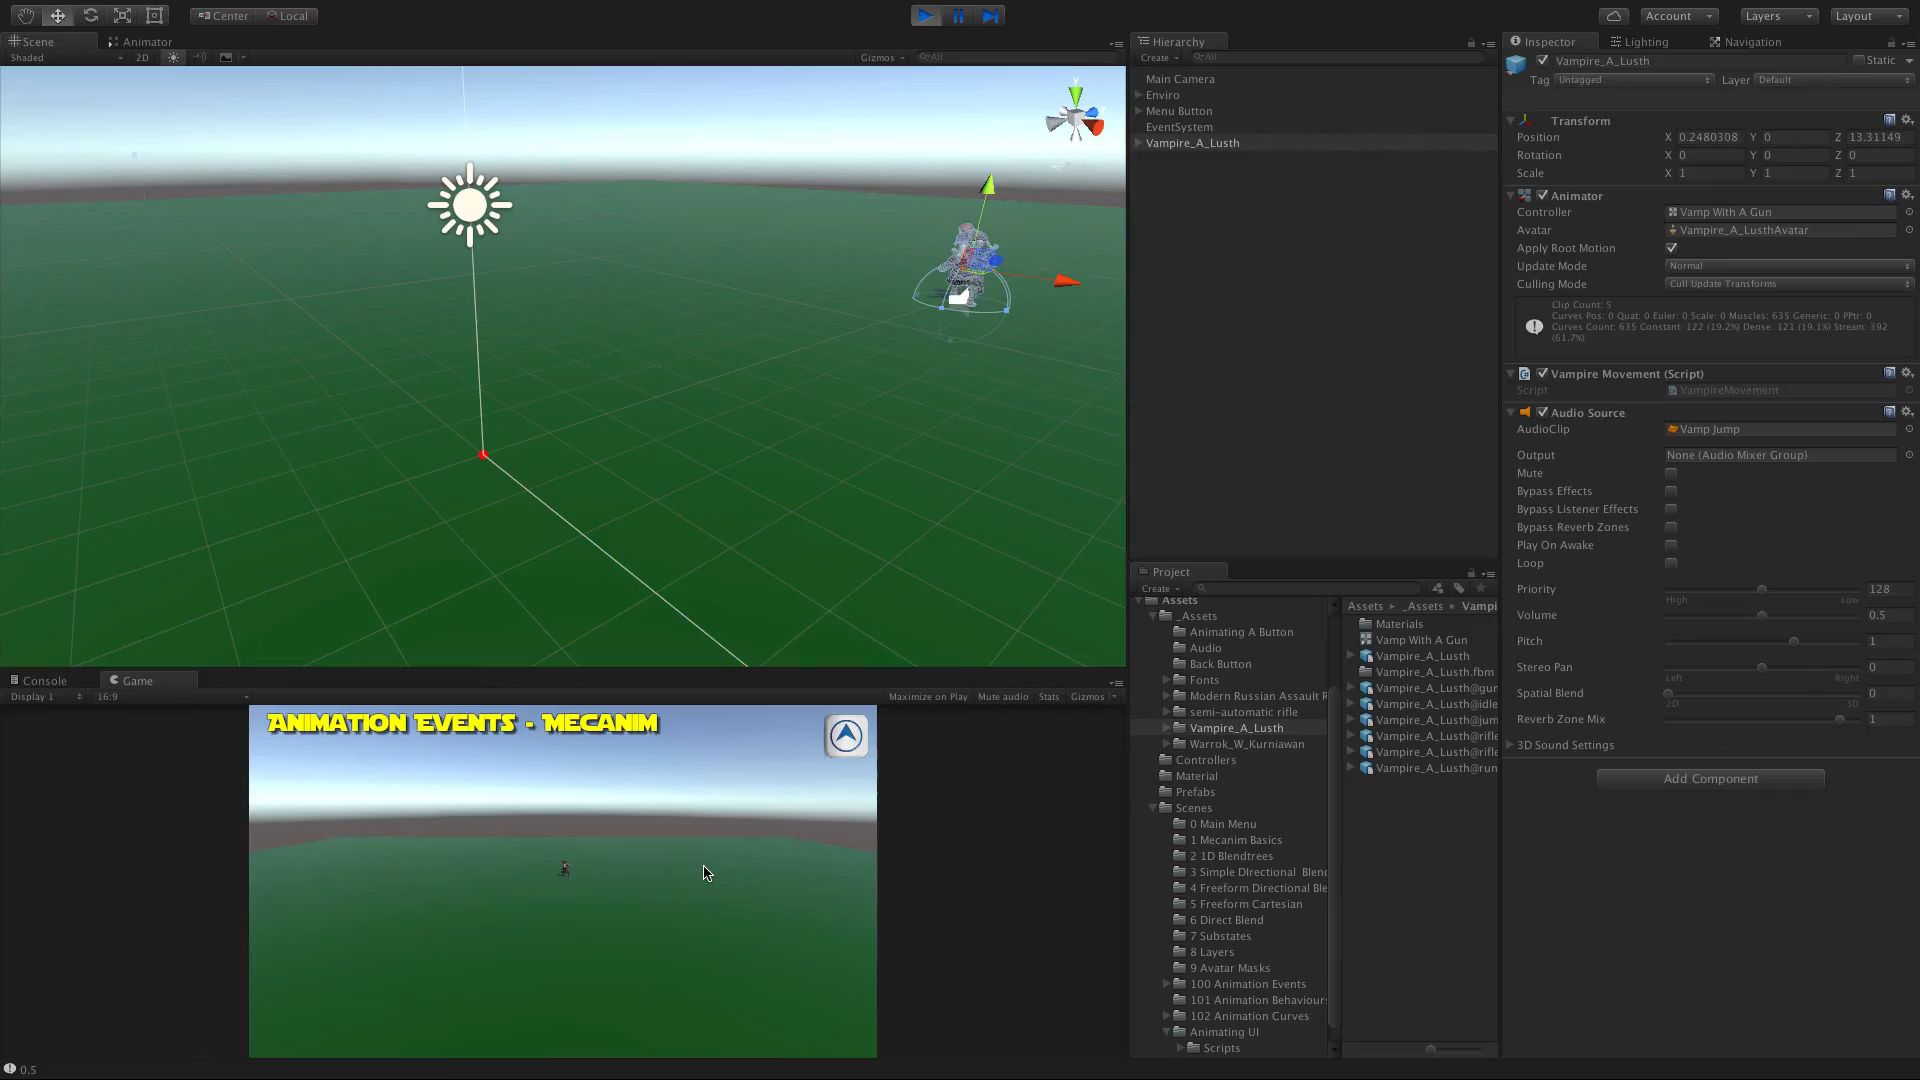 Center
Local
Account
Layers
Layout
Scene
Animator
Shaded
2D
Gizmos
All
y
Hierarchy
Create
All
Main Camera
Enviro
Menu Button
EventSystem
Vampire_A_Lusth
Inspector
Lighting
Navigation
Vampire_A_Lusth
Static
Tag
Untagged
Layer
Default
Transform
Position X 0.2480308 Y 0 Z 13.31149
Rotation X 0 Y 0 Z 0
Scale X 1 Y 1 Z 1
Animator
Controller Vamp With A Gun
Avatar Vampire_A_LusthAvatar
Apply Root Motion
Update Mode Normal
Culling Mode Cull Update Transforms
Clip Count: 5
Curves Pos: 0 Quat: 0 Euler: 0 Scale: 0 Muscles: 635 Generic: 0 PPtr: 0
Curves Count: 635 Constant: 122 (19.2%) Dense: 121 (19.1%) Stream: 392
(61.7%)
Vampire Movement (Script)
Script VampireMovement
Audio Source
AudioClip Vamp Jump
Output None (Audio Mixer Group)
Mute
Bypass Effects
Bypass Listener Effects
Bypass Reverb Zones
Play On Awake
Loop
Priority 128
High Low
Volume 0.5
Pitch 1
Stereo Pan 0
Left Right
Spatial Blend 0
2D 3D
Reverb Zone Mix 1
3D Sound Settings
Add Component
Project
Create
Assets
_Assets
Animating A Button
Audio
Back Button
Fonts
Modern Russian Assault R
semi-automatic rifle
Vampire_A_Lusth
Warrok_W_Kurniawan
Controllers
Material
Prefabs
Scenes
0 Main Menu
1 Mecanim Basics
2 1D Blendtrees
3 Simple DIrectional Blend
4 Freeform Directional Ble
5 Freeform Cartesian
6 Direct Blend
7 Substates
8 Layers
9 Avatar Masks
100 Animation Events
101 Animation Behaviours
102 Animation Curves
Animating UI
Scripts
Assets
_Assets
Vampi
Materials
Vamp With A Gun
Vampire_A_Lusth
Vampire_A_Lusth.fbm
Vampire_A_Lusth@gun
Vampire_A_Lusth@idle
Vampire_A_Lusth@jum
Vampire_A_Lusth@rifle
Vampire_A_Lusth@rifle
Vampire_A_Lusth@run
Console
Game
Display 1
16:9
Maximize on Play
Mute audio
Stats
Gizmos
Animation Events - Mecanim
0.5